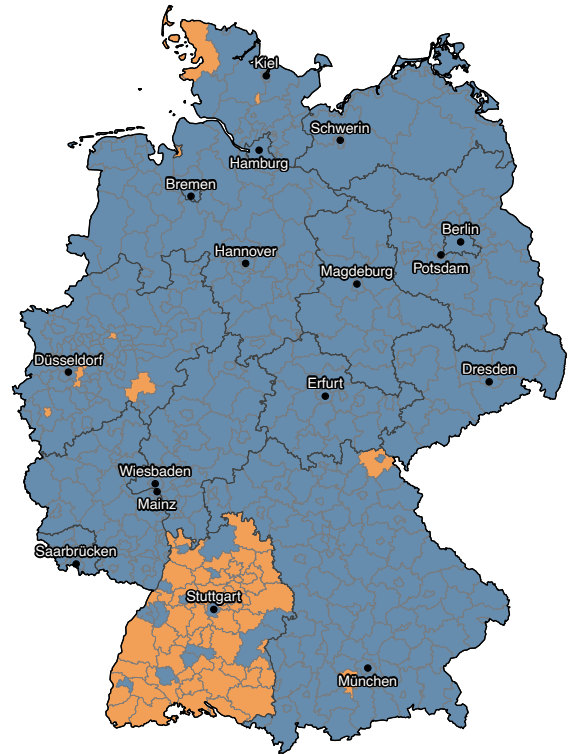 Kiel
Schwerin
Hamburg
Bremen
Berlin
Hannover
Potsdam
Magdeburg
Düsseldorf
Dresden
Erfurt
Wiesbaden
Mainz
Saarbrücken
Stuttgart
München